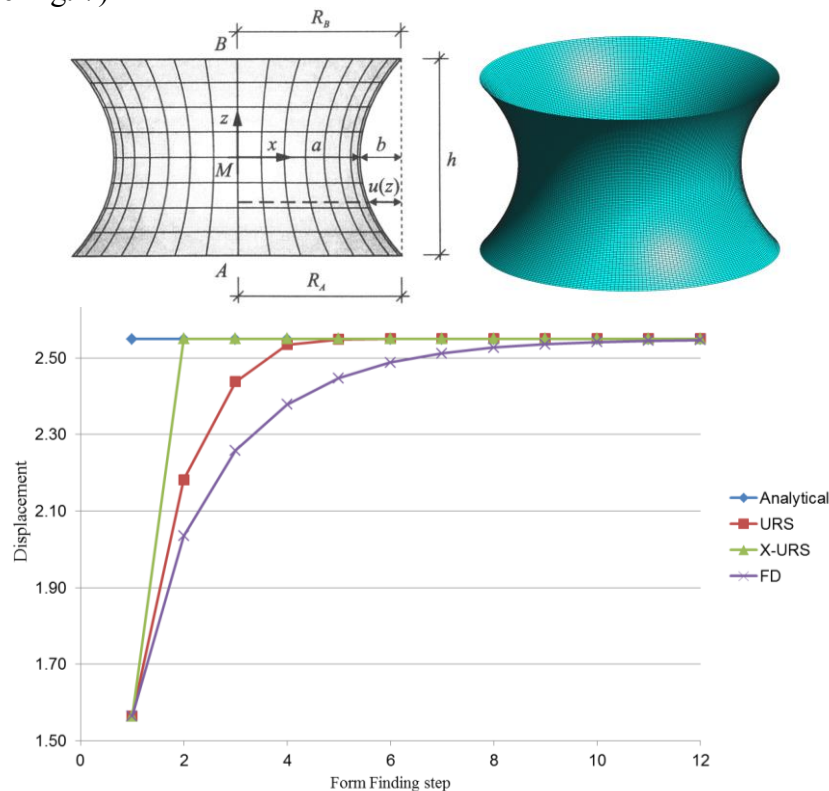 R_B
B
z
x
a
b
M
u(z)
h
A
R_A
2.50
2.30
2.10
1.90
1.70
1.50
Displacement
0 2 4 6 8 10 12
Form Finding step
Analytical
URS
X-URS
FD